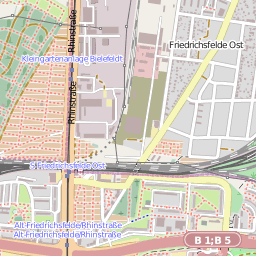 Rhinstraße
Friedrichsfelde Ost
Kleingartenanlage Bielefeldt
Rhinstraße
S Friedrichsfelde Ost
Alt-Friedrichsfelde/Rhinstraße
Alt-Friedrichsfelde/Rhinstraße
B 1;B 5